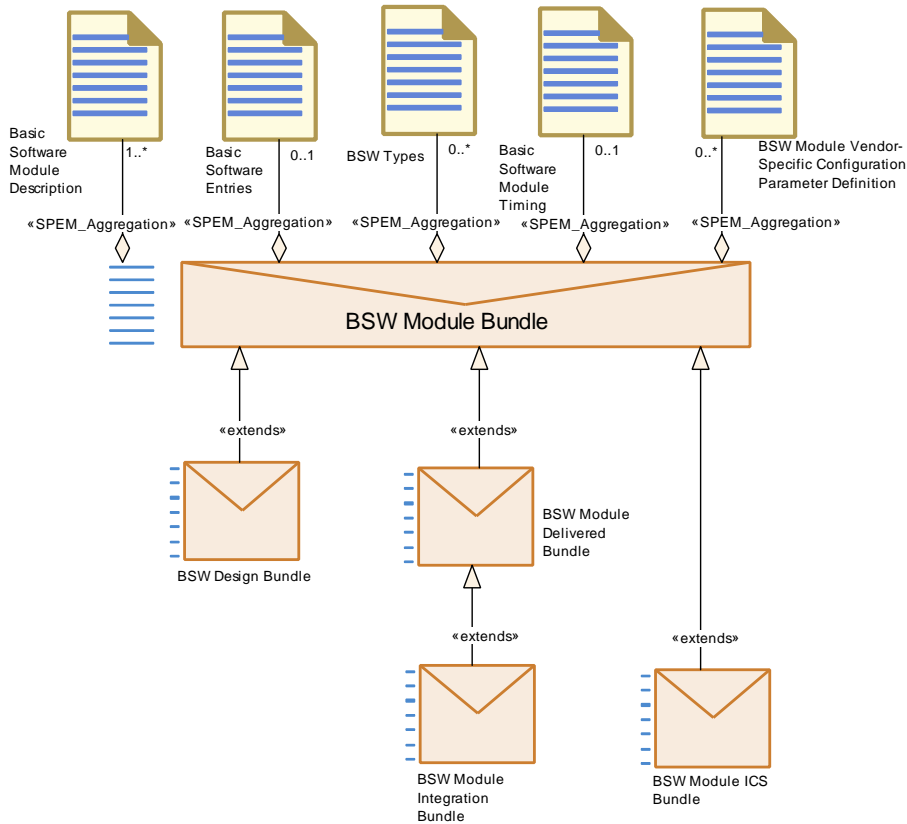 Basic
Software
Module
Description
1..*
Basic
Software
Entries
0..1
BSW Types
0..*
Basic
Software
Module
Timing
0..1
0..*
BSW Module Vendor-
Specific Configuration
Parameter Definition
«SPEM_Aggregation»
«SPEM_Aggregation»
«SPEM_Aggregation»
«SPEM_Aggregation»
«SPEM_Aggregation»
BSW Module Bundle
«extends»
«extends»
BSW Design Bundle
BSW Module
Delivered
Bundle
«extends»
«extends»
BSW Module
Integration
Bundle
BSW Module ICS
Bundle